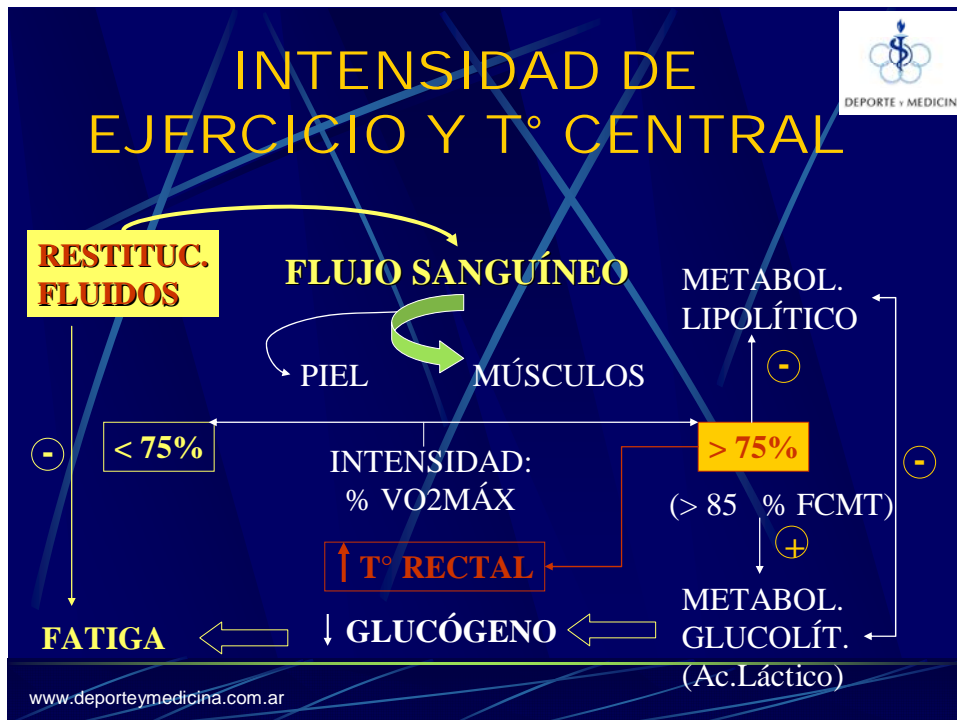 INTENSIDAD DE
EJERCICIO Y T° CENTRAL
DEPORTE Y MEDICIN
RESTITUC.
FLUIDOS
FLUJO SANGUÍNEO
METABOL.
LIPOLÍTICO
PIEL
MÚSCULOS
-
-
< 75%
> 75%
-
INTENSIDAD:
% VO2MÁX
(> 85 % FCMT)
+
T° RECTAL
METABOL.
GLUCOLÍT.
(Ac.Láctico)
GLUCÓGENO
FATIGA
www.deporteymedicina.com.ar